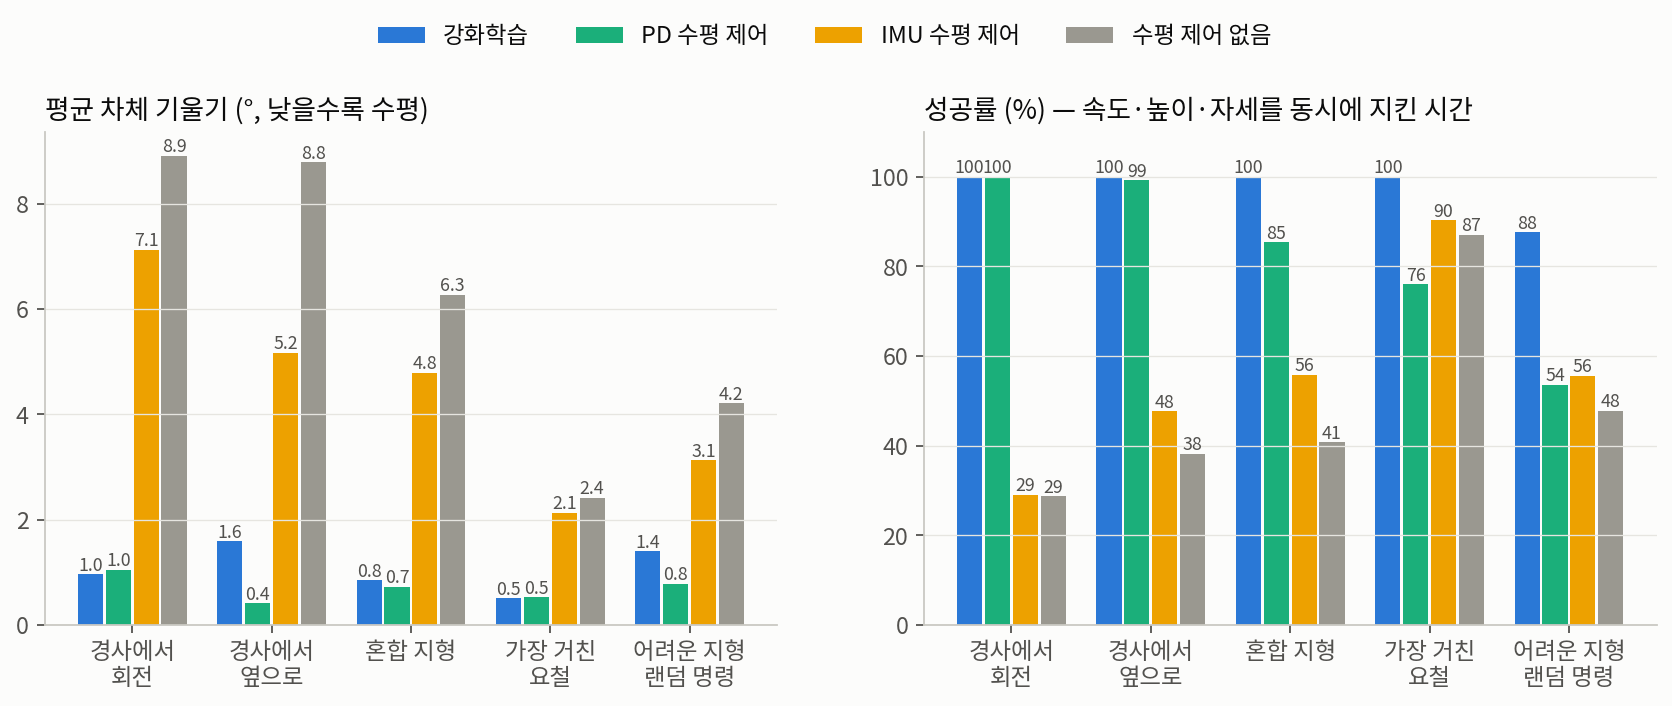 강화학습
PD 수평 제어
IMU 수평 제어
수평 제어 없음
평균 차체 기울기 (°, 낮을수록 수평)
8
6
4
2
0
1.0
1.0
7.1
8.9
1.6
0.4
5.2
8.8
0.8
0.7
4.8
6.3
0.5
0.5
2.1
2.4
1.4
0.8
3.1
4.2
경사에서
회전
경사에서
옆으로
혼합 지형
가장 거친
요철
어려운 지형
랜덤 명령
성공률 (%) — 속도·높이·자세를 동시에 지킨 시간
100
80
60
40
20
0
100
100
29
29
100
99
48
38
100
85
56
41
100
76
90
87
88
54
56
48
경사에서
회전
경사에서
옆으로
혼합 지형
가장 거친
요철
어려운 지형
랜덤 명령